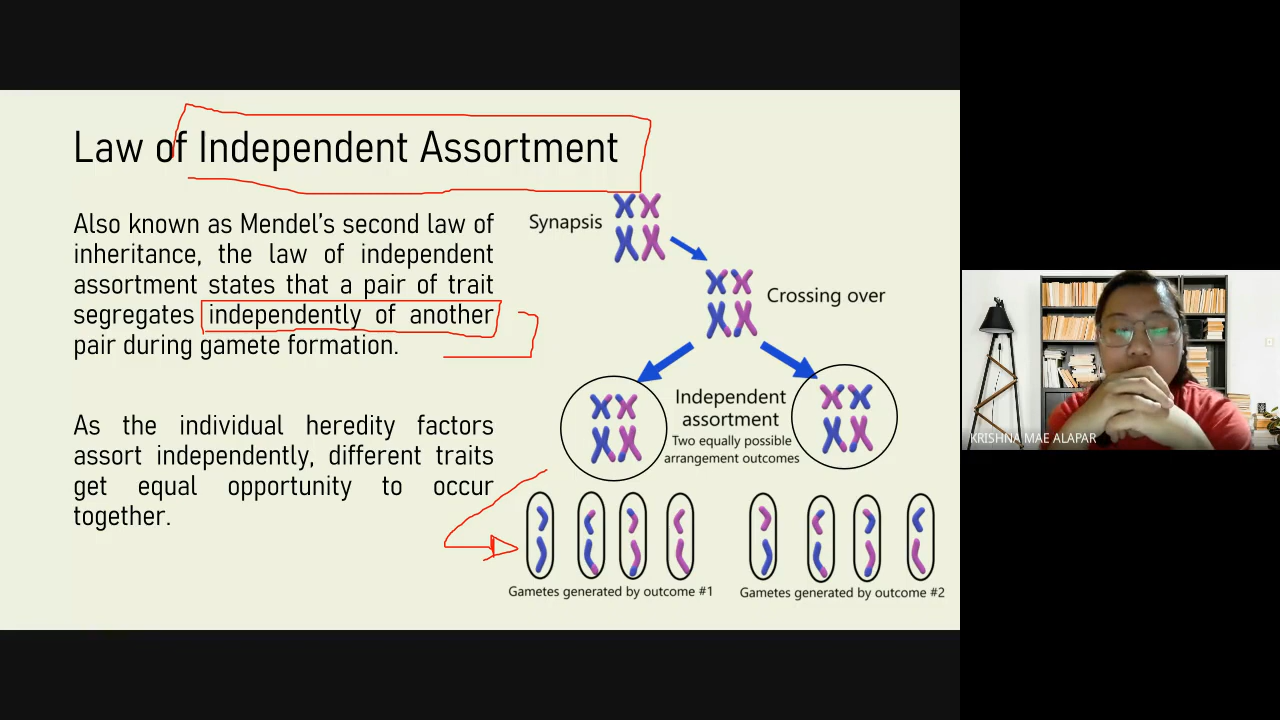 Law of Independent Assortment
Also known as Mendel's second law of
inheritance, the law of independent
assortment states that a pair of trait
segregates independently of another
pair during gamete formation.
As the individual heredity factors
assort independently, different traits
get equal opportunity to occur
together.
Synapsis
Crossing over
Independent
assortment
Two equally possible
arrangement outcomes
Gametes generated by outcome #1
Gametes generated by outcome #2
KRISHNA MAE ALAPAR